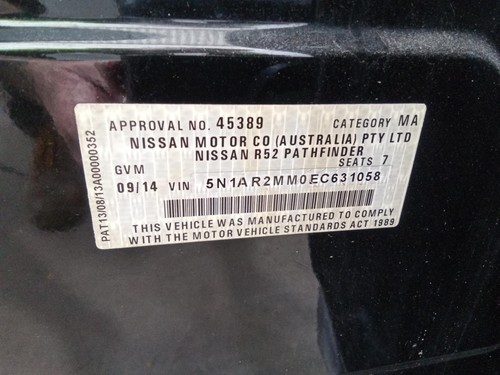 APPROVAL NO. 45389 CATEGORY MA
NISSAN MOTOR CO (AUSTRALIA) PTY LTD
NISSAN R52 PATHFINDER
GVM SEATS 7
09/14 VIN 5N1AR2MM0EC631058
THIS VEHICLE WAS MANUFACTURED TO COMPLY
WITH THE MOTOR VEHICLE STANDARDS ACT 1989
PAT13/08/13A00000352